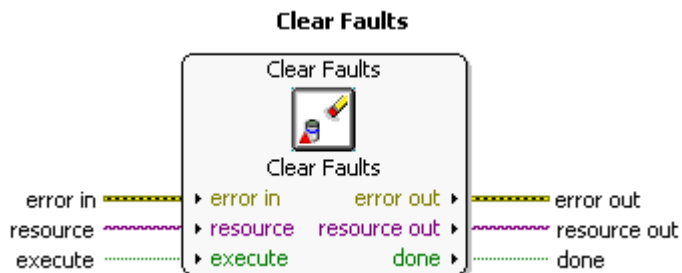 Clear Faults
Clear Faults
Clear Faults
error in error in error out error out
resource resource resource out resource out
execute execute done done